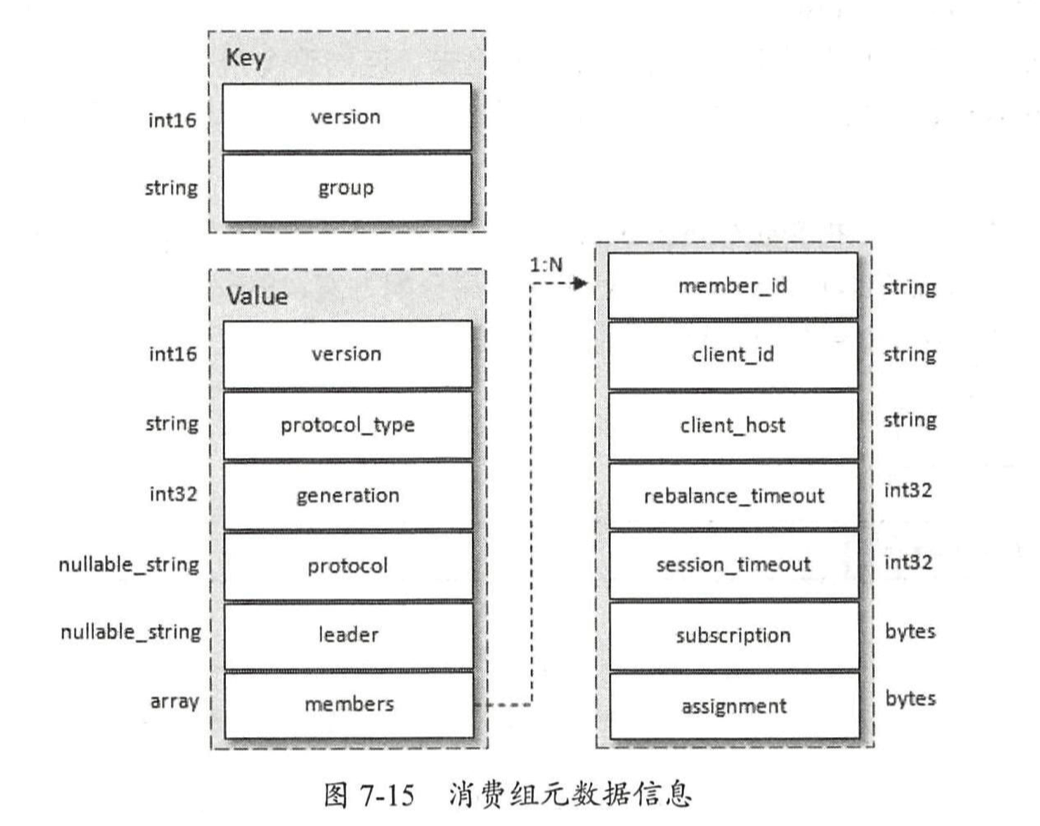 Key
int16 version
string group
Value
int16 version
string protocol_type
int32 generation
nullable_string protocol
nullable_string leader
array members
1:N
member_id string
client_id string
client_host string
rebalance_timeout int32
session_timeout int32
subscription bytes
assignment bytes
图 7-15 消费组元数据信息